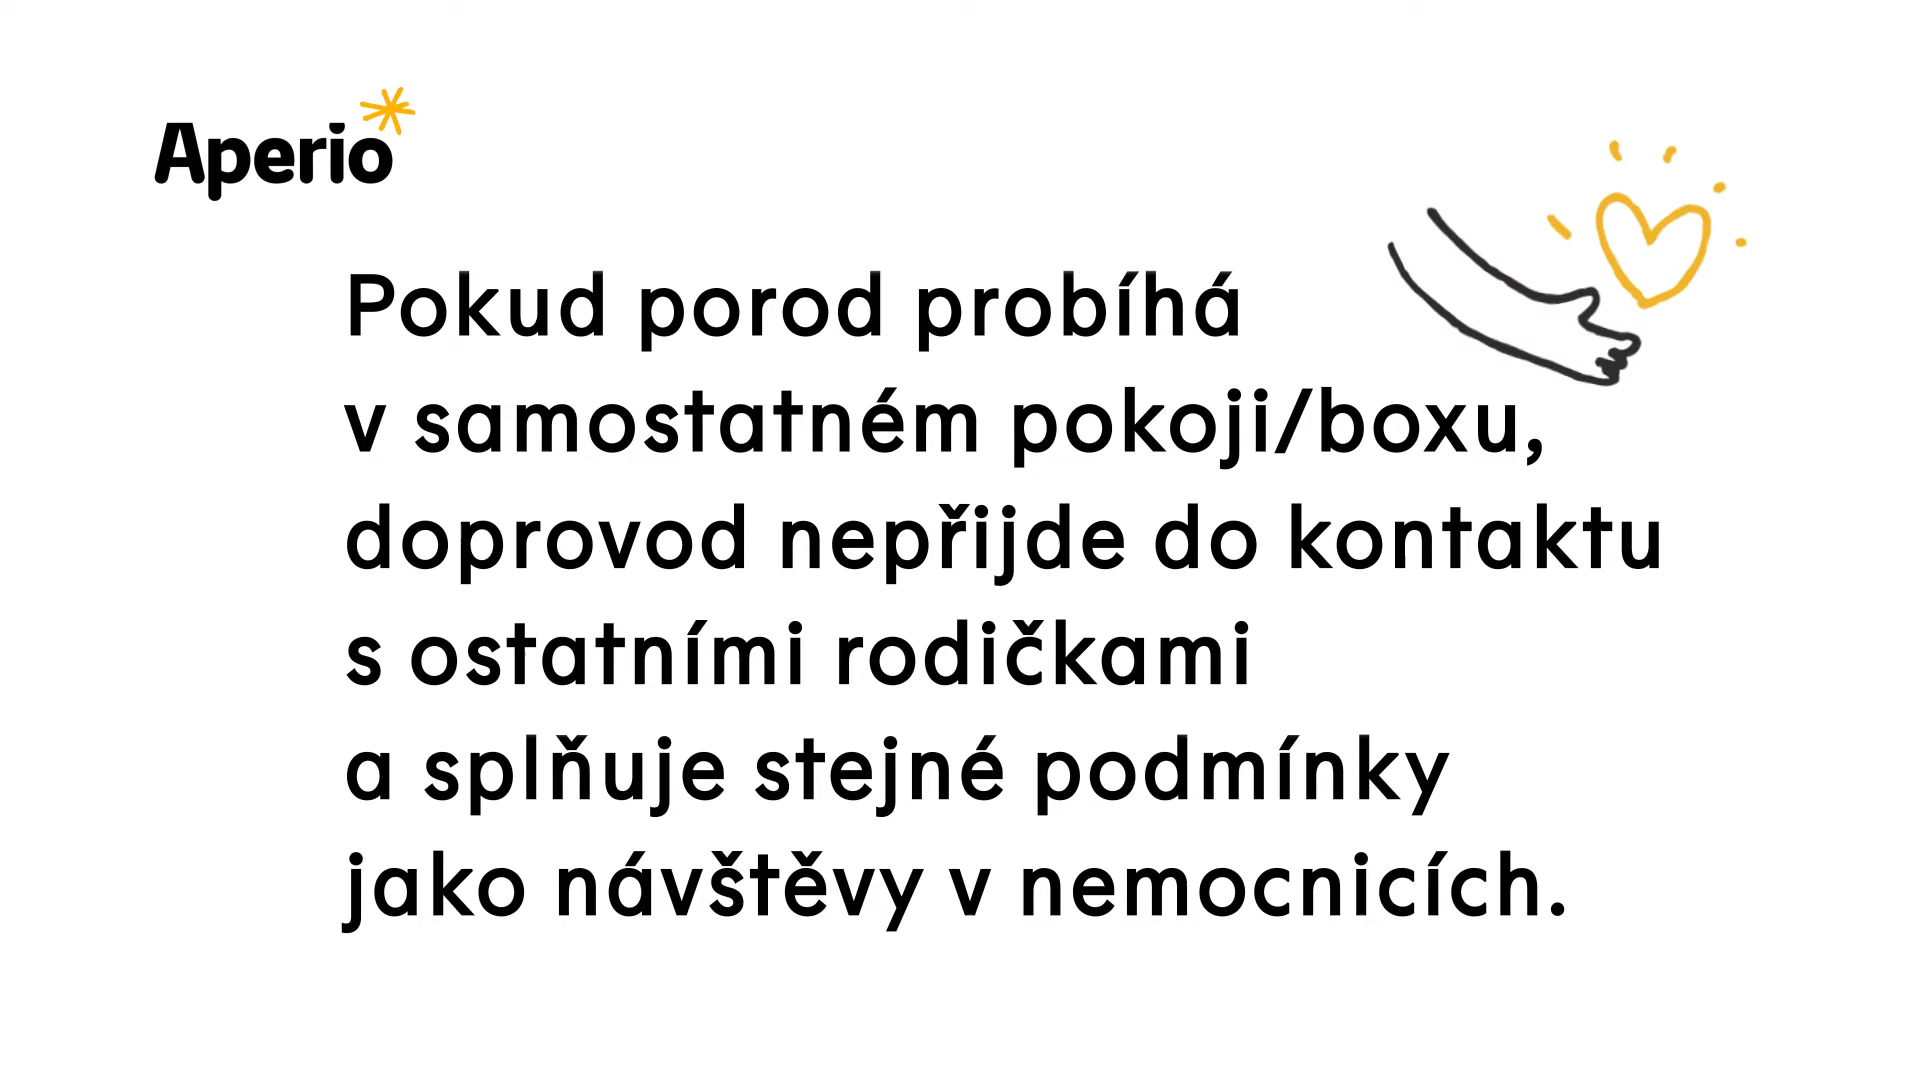 Aperio
Pokud porod probíhá
v samostatném pokoji/boxu,
doprovod nepřijde do kontaktu
s ostatními rodičkami
a splňuje stejné podmínky
jako návštěvy v nemocnicích.